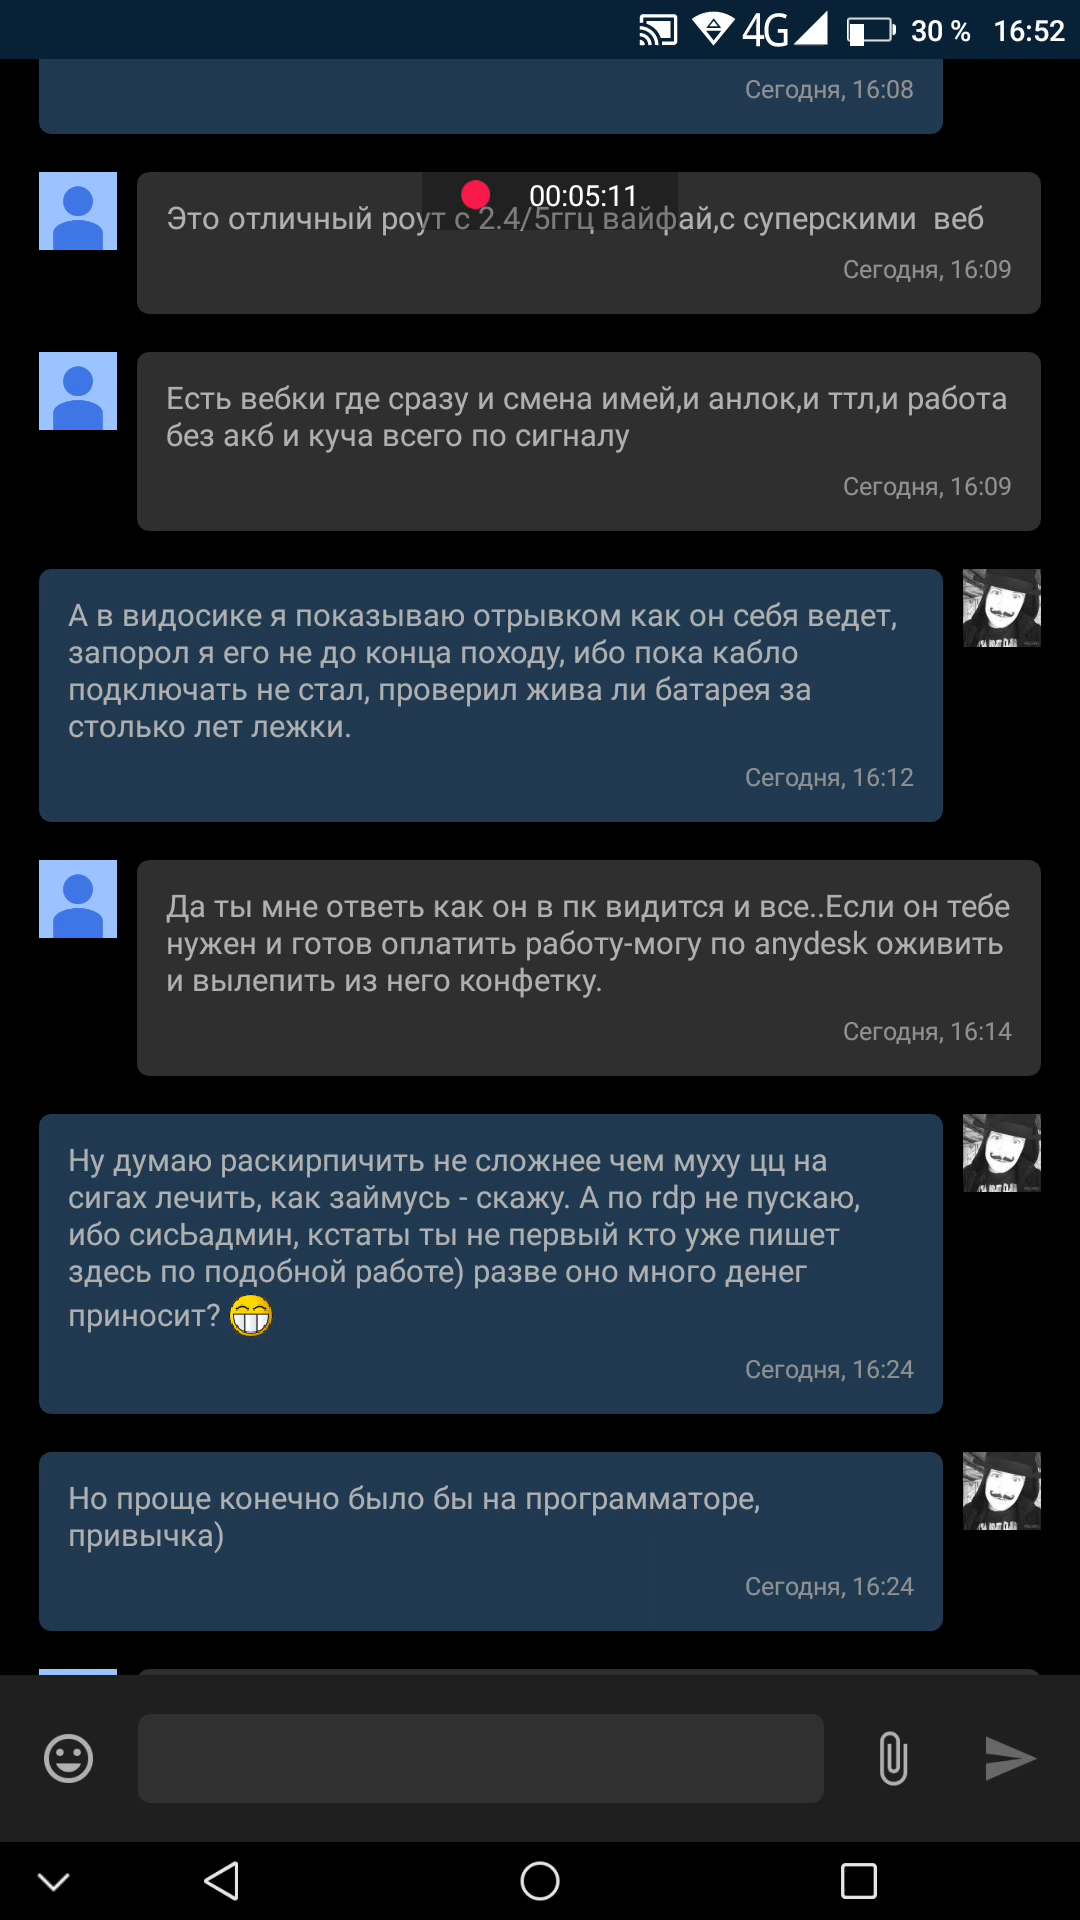 4G 30 % 16:52
Сегодня, 16:08
00:05:11
Это отличный роут с 2.4/5ггц вайфай,с суперскими веб
Сегодня, 16:09
Есть вебки где сразу и смена имей,и анлок,и ттл,и работа
без акб и куча всего по сигналу
Сегодня, 16:09
А в видосике я показываю отрывком как он себя ведет,
запорол я его не до конца походу, ибо пока кабло
подключать не стал, проверил жива ли батарея за
столько лет лежки.
Сегодня, 16:12
Да ты мне ответь как он в пк видится и все..Если он тебе
нужен и готов оплатить работу-могу по anydesk оживить
и вылепить из него конфетку.
Сегодня, 16:14
Ну думаю раскирпичить не сложнее чем муху цц на
сигах лечить, как займусь - скажу. А по rdp не пускаю,
ибо сисЬадмин, кстаты ты не первый кто уже пишет
здесь по подобной работе) разве оно много денег
приносит?
Сегодня, 16:24
Но проще конечно было бы на программаторе,
привычка)
Сегодня, 16:24